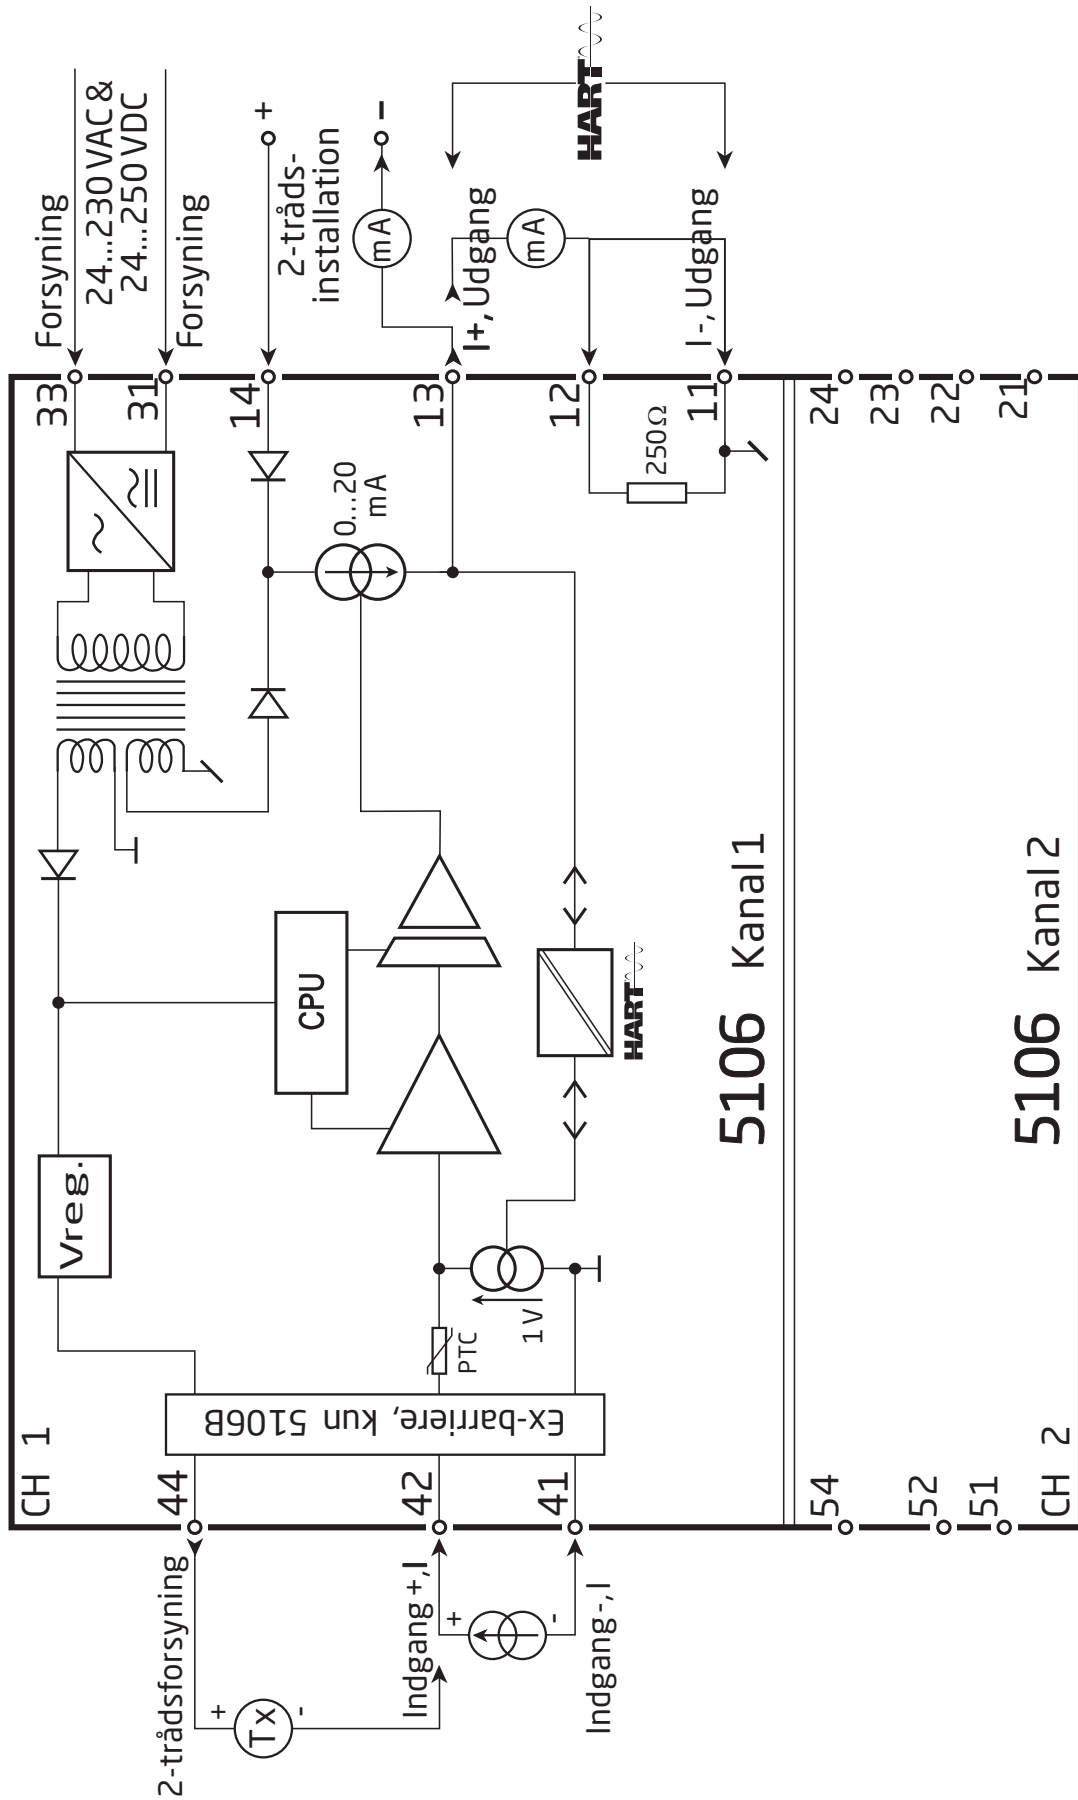 CH 1
2-trådsforsyning
44
+
Tx
-
Indgang +,I
42
+
-
41
Indgang -,I
Ex-barriere, kun 5106B
Vreg.
CPU
PTC
1 V
HART
Forsyning
33
24...230 VAC &
24...250 VDC
31
Forsyning
14
+
2-tråds-
installation
-
mA
0...20
mA
13
I+, Udgang
mA
12
250 Ω
11
I-, Udgang
HART
5106 Kanal 1
54
52
51
CH 2
24
23
22
21
5106 Kanal 2